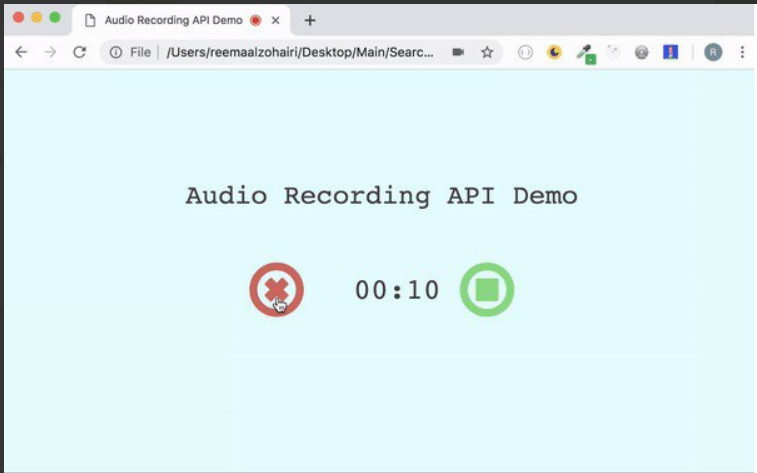 Audio Recording API Demo
File | /Users/reemaalzohairi/Desktop/Main/Searc...
R
Audio Recording API Demo
00:10